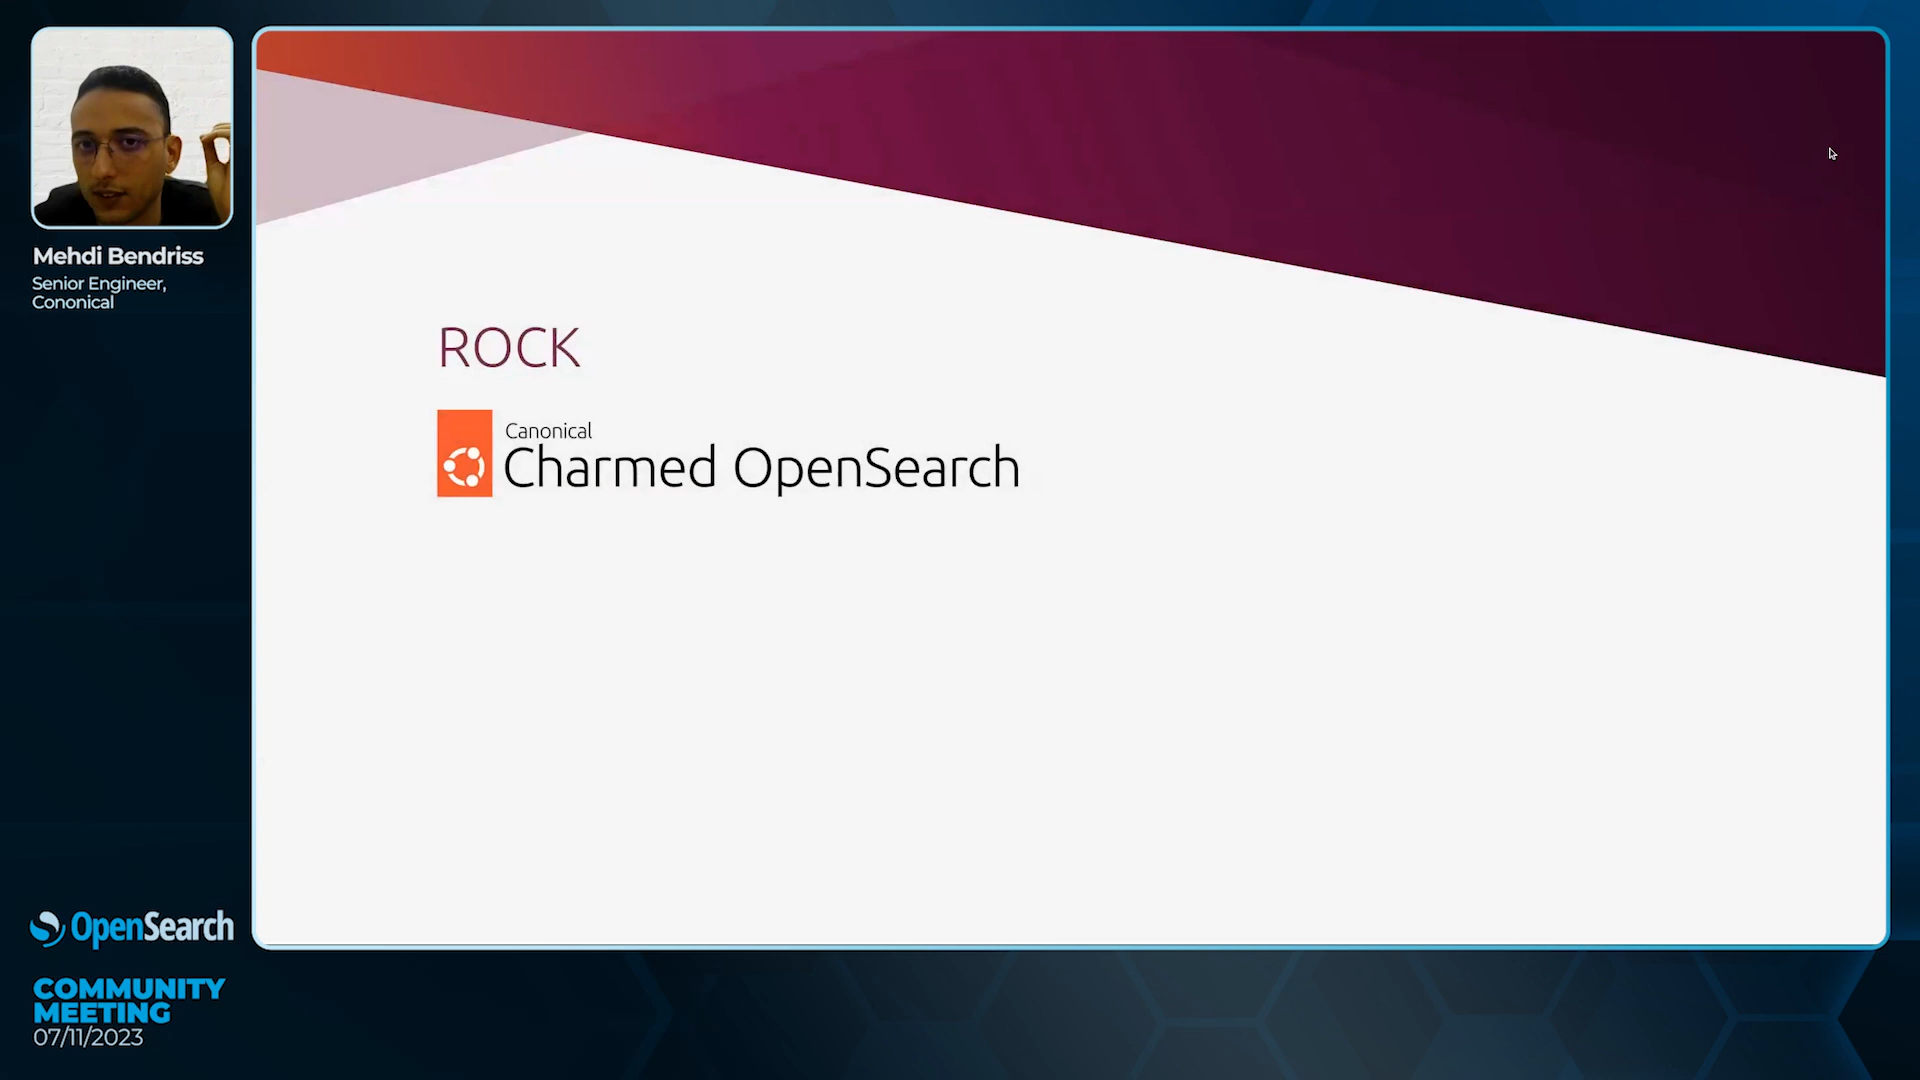 Mehdi Bendriss
Senior Engineer,
Cononical
ROCK
Canonical
Charmed OpenSearch
OpenSearch
COMMUNITY
MEETING
07/11/2023